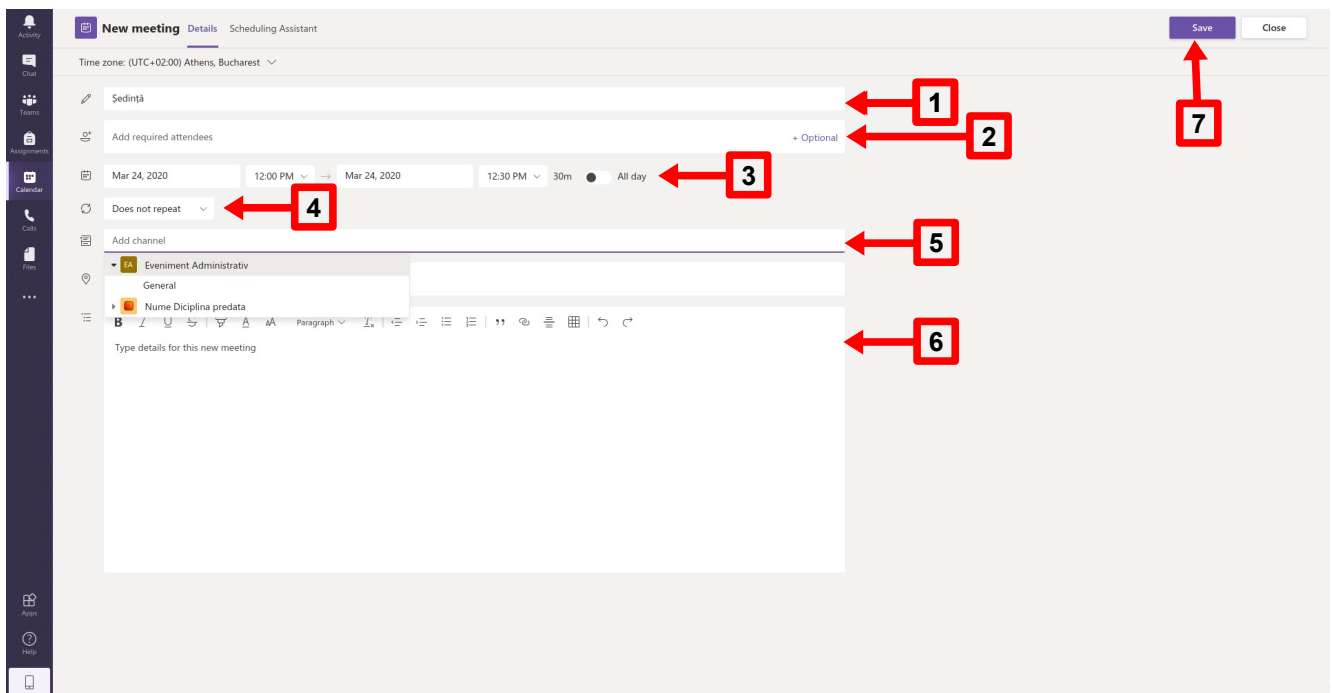 Activity
Chat
Teams
Assignments
Calendar
Calls
Files
Apps
Help
New meeting Details Scheduling Assistant
Save Close
Time zone: (UTC+02:00) Athens, Bucharest
Ședință
1
7
Add required attendees + Optional
2
Mar 24, 2020 12:00 PM → Mar 24, 2020 12:30 PM 30m All day
3
Does not repeat
4
Add channel
5
EA Eveniment Administrativ
General
Nume Diciplina predata
B I U S A AA Paragraph Ix
Type details for this new meeting
6